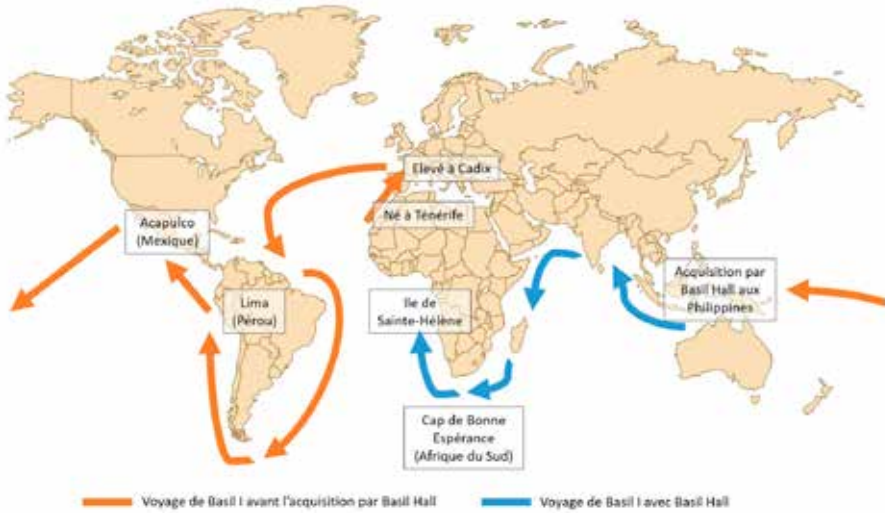 Elevé à Cadix
Né à Ténérife
Acapulco
(Mexique)
Lima
(Pérou)
Ile de
Sainte-Hélène
Acquisition par
Basil Hall aux
Philippines
Cap de Bonne
Espérance
(Afrique du Sud)
Voyage de Basil I avant l'acquisition par Basil Hall
Voyage de Basil I avec Basil Hall